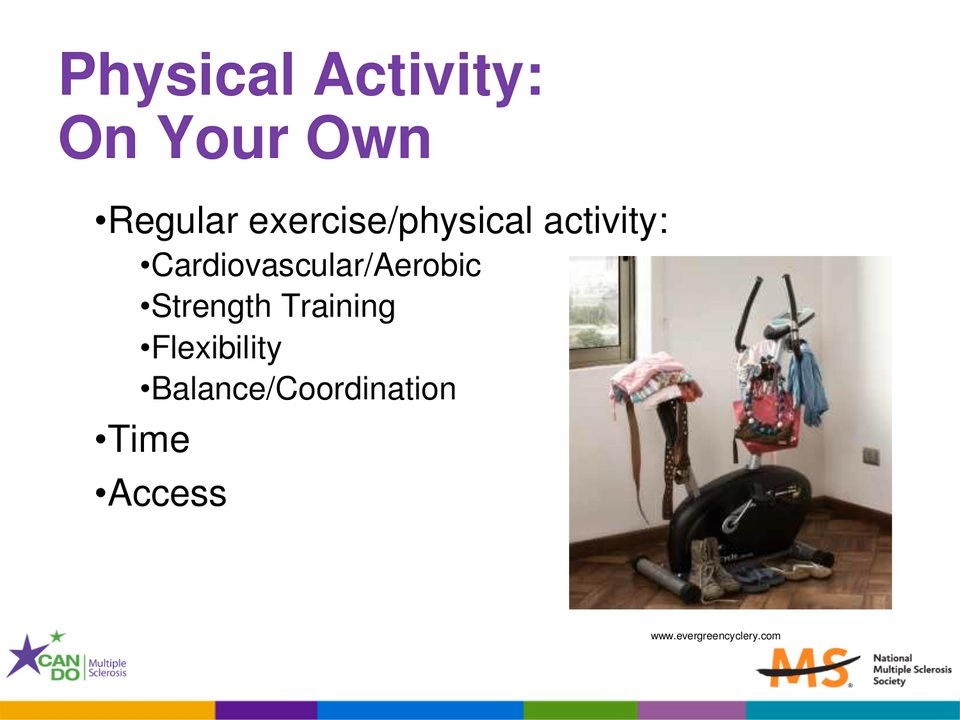 Physical Activity:
On Your Own
•Regular exercise/physical activity:
•Cardiovascular/Aerobic
•Strength Training
•Flexibility
•Balance/Coordination
•Time
•Access
www.evergreencyclery.com
CAN DO
Multiple
Sclerosis
MS
National
Multiple Sclerosis
Society